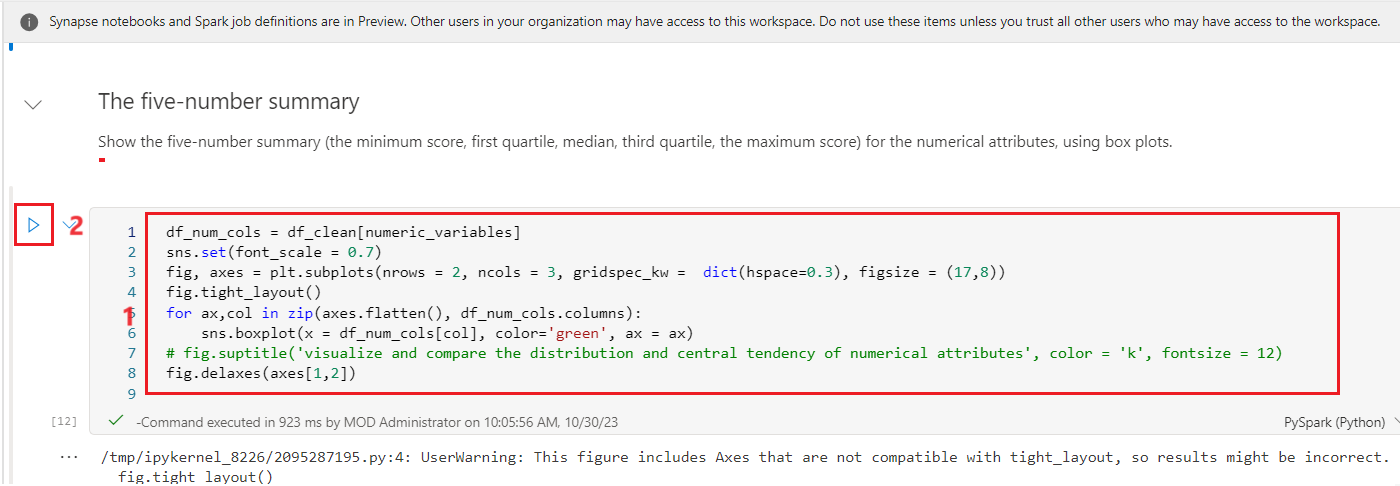 Synapse notebooks and Spark job definitions are in Preview. Other users in your organization may have access to this workspace. Do not use these items unless you trust all other users who may have access to the workspace.
The five-number summary
Show the five-number summary (the minimum score, first quartile, median, third quartile, the maximum score) for the numerical attributes, using box plots.
2
1 df_num_cols = df_clean[numeric_variables]
2 sns.set(font_scale = 0.7)
3 fig, axes = plt.subplots(nrows = 2, ncols = 3, gridspec_kw =  dict(hspace=0.3), figsize = (17,8))
4 fig.tight_layout()
1
5 for ax,col in zip(axes.flatten(), df_num_cols.columns):
6     sns.boxplot(x = df_num_cols[col], color='green', ax = ax)
7 # fig.suptitle('visualize and compare the distribution and central tendency of numerical attributes', color = 'k', fontsize = 12)
8 fig.delaxes(axes[1,2])
9
[12] -Command executed in 923 ms by MOD Administrator on 10:05:56 AM, 10/30/23 PySpark (Python)
... /tmp/ipykernel_8226/2095287195.py:4: UserWarning: This figure includes Axes that are not compatible with tight_layout, so results might be incorrect.
fig.tight_layout()